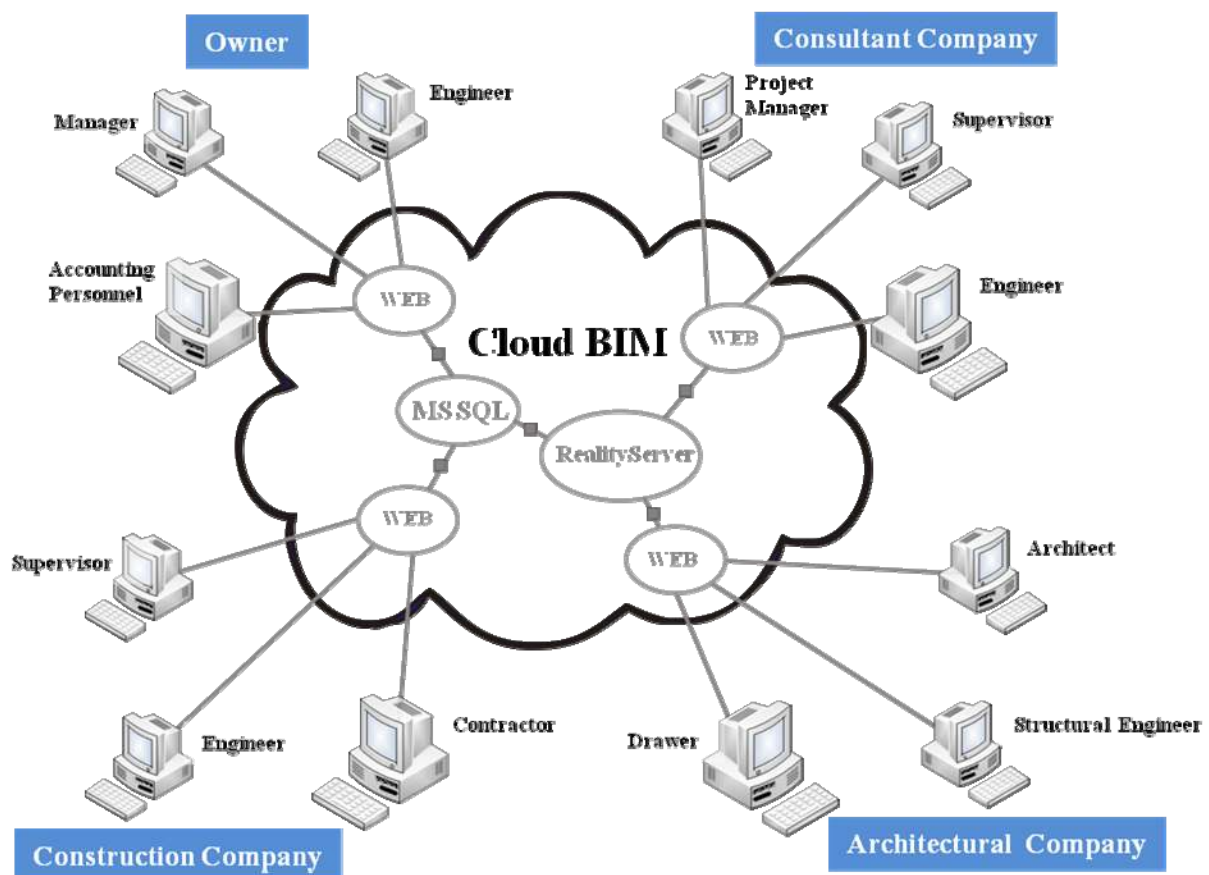 Owner
Consultant Company
Manager
Engineer
Project
Manager
Supervisor
Accounting
Personnel
WEB
Cloud BIM
WEB
Engineer
MSSQL
RealityServer
WEB
WEB
Supervisor
Architect
Engineer
Contractor
Drawer
Structural Engineer
Construction Company
Architectural Company